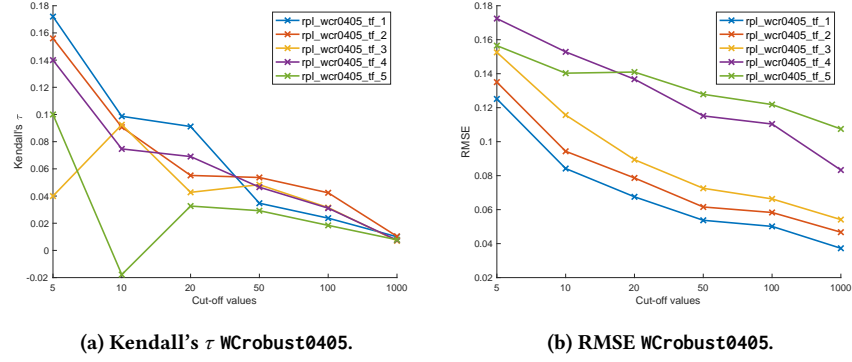 0.18
0.16
0.14
0.12
0.1
0.08
0.06
0.04
0.02
0
-0.02
Kendall's τ
5 10 20 50 100 1000
Cut-off values
rpl_wcr0405_tf_1
rpl_wcr0405_tf_2
rpl_wcr0405_tf_3
rpl_wcr0405_tf_4
rpl_wcr0405_tf_5
(a) Kendall's τ WCrobust0405.
0.18
0.16
0.14
0.12
0.1
0.08
0.06
0.04
0.02
RMSE
5 10 20 50 100 1000
Cut-off values
rpl_wcr0405_tf_1
rpl_wcr0405_tf_2
rpl_wcr0405_tf_3
rpl_wcr0405_tf_4
rpl_wcr0405_tf_5
(b) RMSE WCrobust0405.